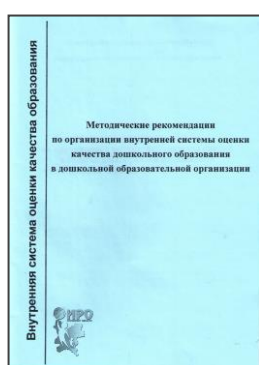 Внутренняя система оценки качества образования
Методические рекомендации
по организации внутренней системы оценки
качества дошкольного образования
в дошкольной образовательной организации
ИРО